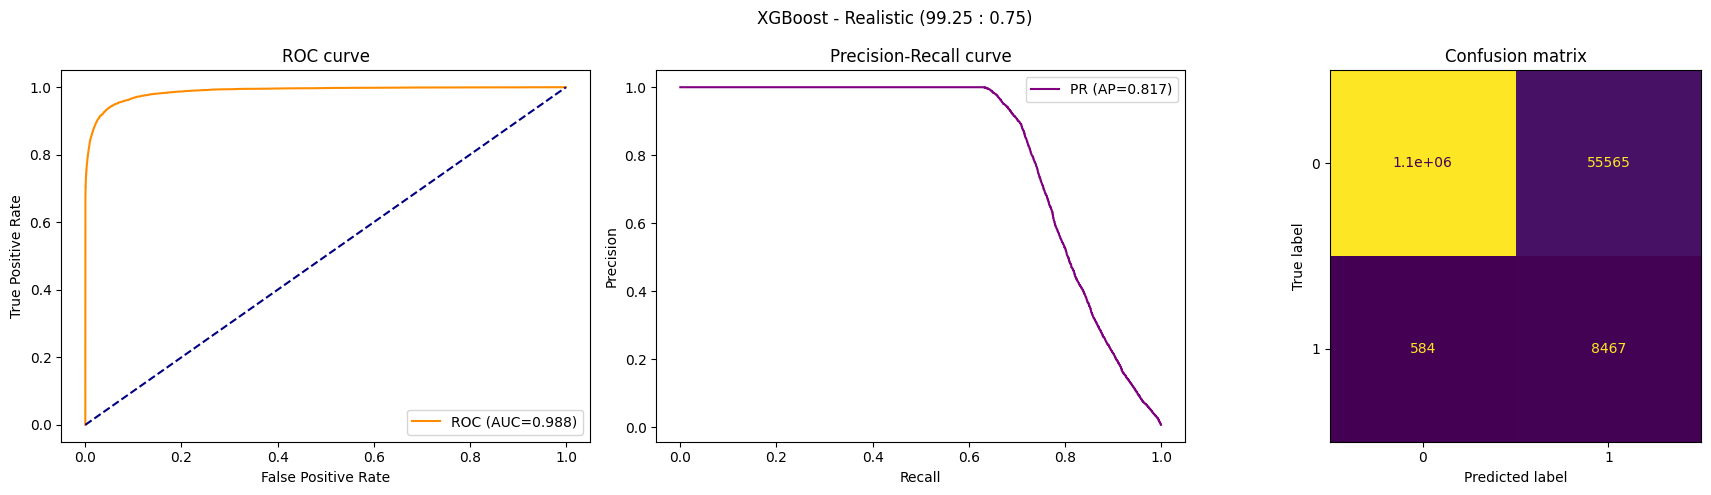 XGBoost - Realistic (99.25 : 0.75)
ROC curve
1.0
0.8
0.6
0.4
0.2
0.0
True Positive Rate
0.0 0.2 0.4 0.6 0.8 1.0
False Positive Rate
ROC (AUC=0.988)
Precision-Recall curve
1.0
0.8
0.6
0.4
0.2
0.0
Precision
0.0 0.2 0.4 0.6 0.8 1.0
Recall
PR (AP=0.817)
Confusion matrix
True label
0 1.1e+06 55565
1 584 8467
0 1
Predicted label